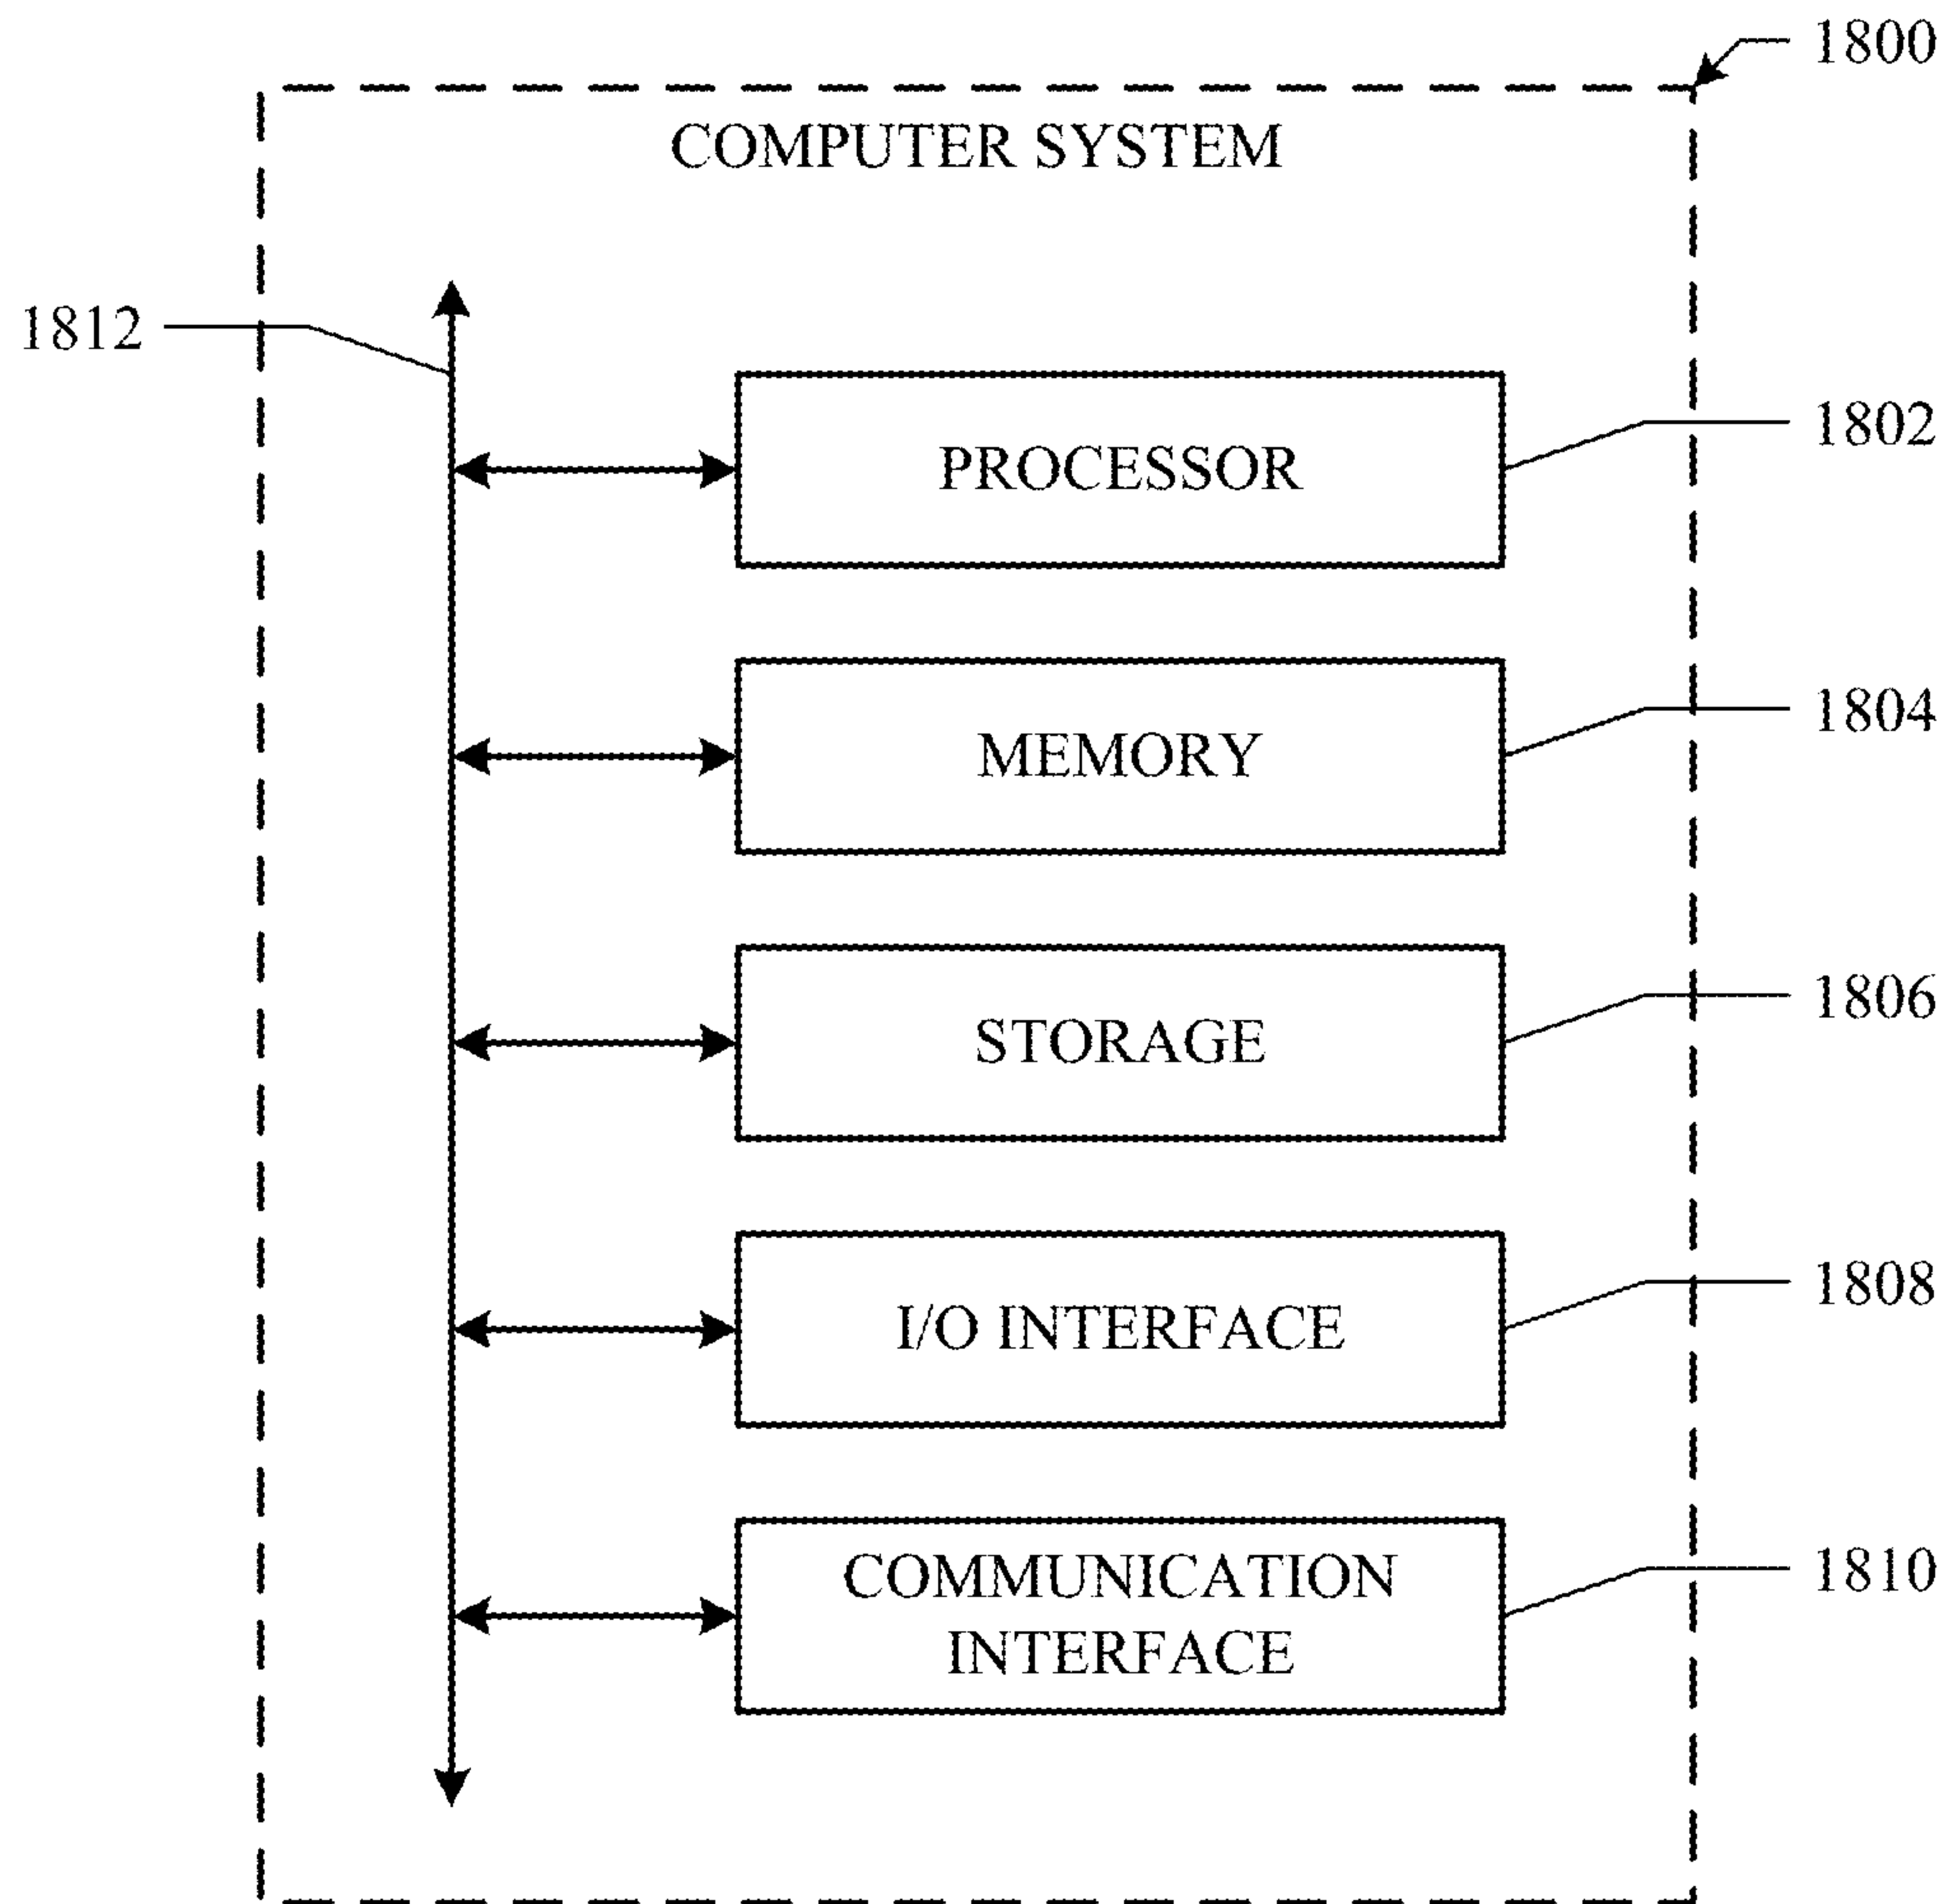 1800
COMPUTER SYSTEM
1812
PROCESSOR
1802
MEMORY
1804
STORAGE
1806
I/O INTERFACE
1808
COMMUNICATION
INTERFACE
1810